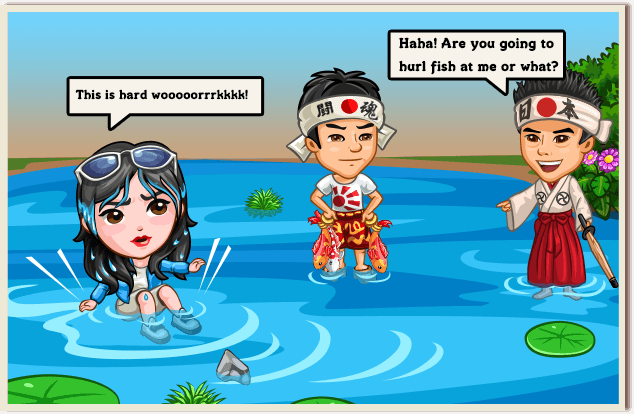 This is hard wooooorrrkkkk!
闘魂
Haha! Are you going to
hurl fish at me or what?
日本